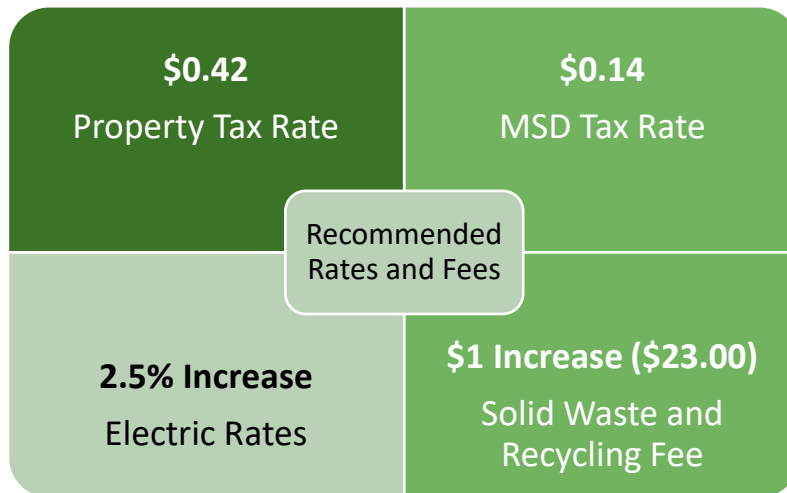 $0.42
Property Tax Rate
$0.14
MSD Tax Rate
Recommended
Rates and Fees
2.5% Increase
Electric Rates
$1 Increase ($23.00)
Solid Waste and
Recycling Fee